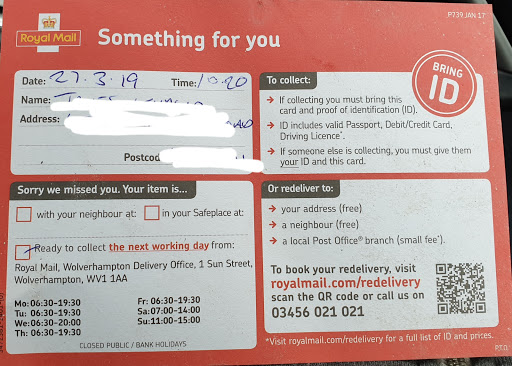 P739 JAN 17
Royal Mail
Something for you
Date: 27.3.19 Time: 10.20
Name:
Address:
Postcod
To collect:
BRING ID
→ If collecting you must bring this card and proof of identification (ID).
→ ID includes valid Passport, Debit/Credit Card, Driving Licence*.
→ If someone else is collecting, you must give them your ID and this card.
Sorry we missed you. Your item is...
with your neighbour at:
in your Safeplace at:
Ready to collect the next working day from:
Royal Mail, Wolverhampton Delivery Office, 1 Sun Street,
Wolverhampton, WV1 1AA
Mo: 06:30-19:30 Fr: 06:30-19:30
Tu: 06:30-19:30 Sa: 07:00-14:00
We: 06:30-20:00 Su: 11:00-15:00
Th: 06:30-19:30
CLOSED PUBLIC / BANK HOLIDAYS
Or redeliver to:
→ your address (free)
→ a neighbour (free)
→ a local Post Office® branch (small fee*).
To book your redelivery, visit
royalmail.com/redelivery
scan the QR code or call us on
03456 021 021
*Visit royalmail.com/redelivery for a full list of ID and prices.